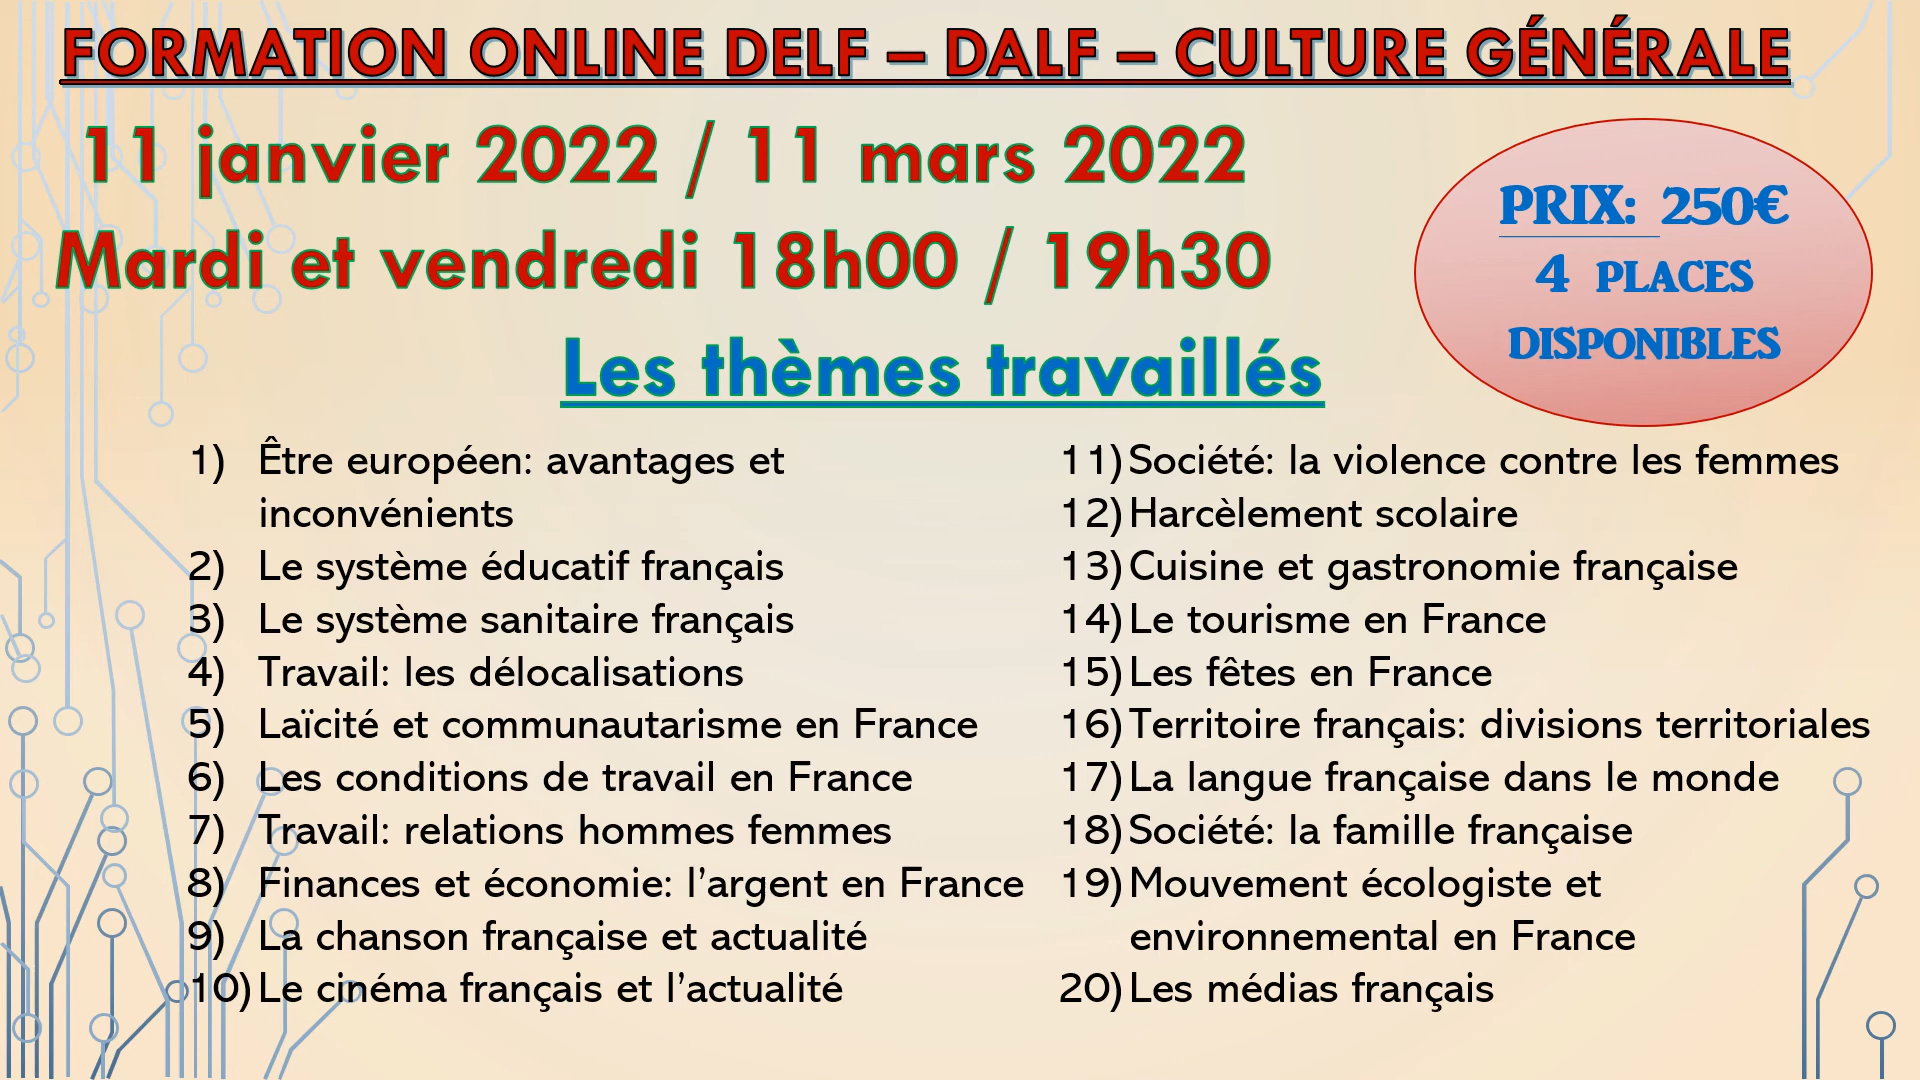 FORMATION ONLINE DELF – DALF – CULTURE GÉNÉRALE
11 janvier 2022 / 11 mars 2022
Mardi et vendredi 18h00 / 19h30
PRIX: 250€
4 PLACES
DISPONIBLES
Les thèmes travaillés
1) Être européen: avantages et
inconvénients
2) Le système éducatif français
3) Le système sanitaire français
4) Travail: les délocalisations
5) Laïcité et communautarisme en France
6) Les conditions de travail en France
7) Travail: relations hommes femmes
8) Finances et économie: l’argent en France
9) La chanson française et actualité
10) Le cinéma français et l’actualité
11) Société: la violence contre les femmes
12) Harcèlement scolaire
13) Cuisine et gastronomie française
14) Le tourisme en France
15) Les fêtes en France
16) Territoire français: divisions territoriales
17) La langue française dans le monde
18) Société: la famille française
19) Mouvement écologiste et
environnemental en France
20) Les médias français